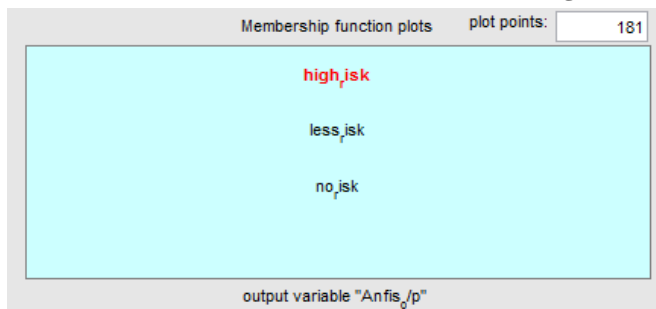 Membership function plots plot points: 181
high_risk
less_risk
no_risk
output variable "Anfis_o/p"